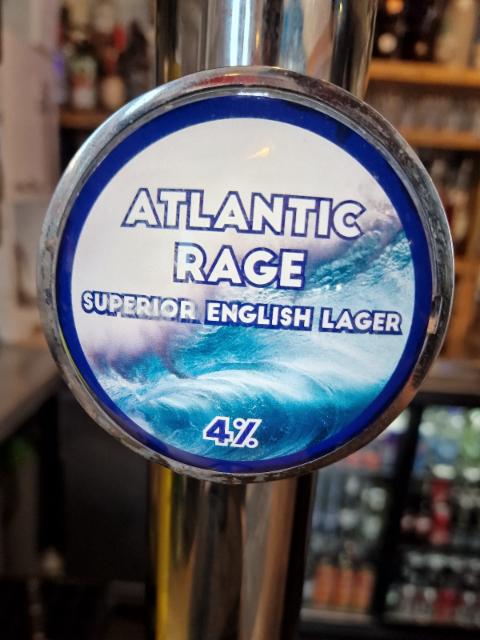 ATLANTIC
RAGE
SUPERIOR ENGLISH LAGER
4%